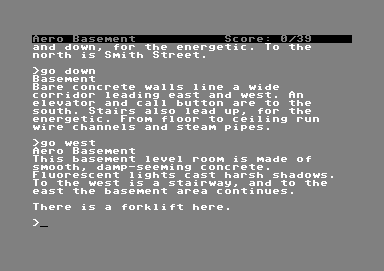 Aero Basement Score: 0/39
and down, for the energetic. To the
north is Smith Street.
>go down
Basement
Bare concrete walls line a wide
corridor leading east and west. An
elevator and call button are to the
south. Stairs also lead up, for the
energetic. From floor to ceiling run
wire channels and steam pipes.
>go west
Aero Basement
This basement level room is made of
smooth, damp-seeming concrete.
Fluorescent lights cast harsh shadows.
To the west is a stairway, and to the
east the basement area continues.
There is a forklift here.
>_